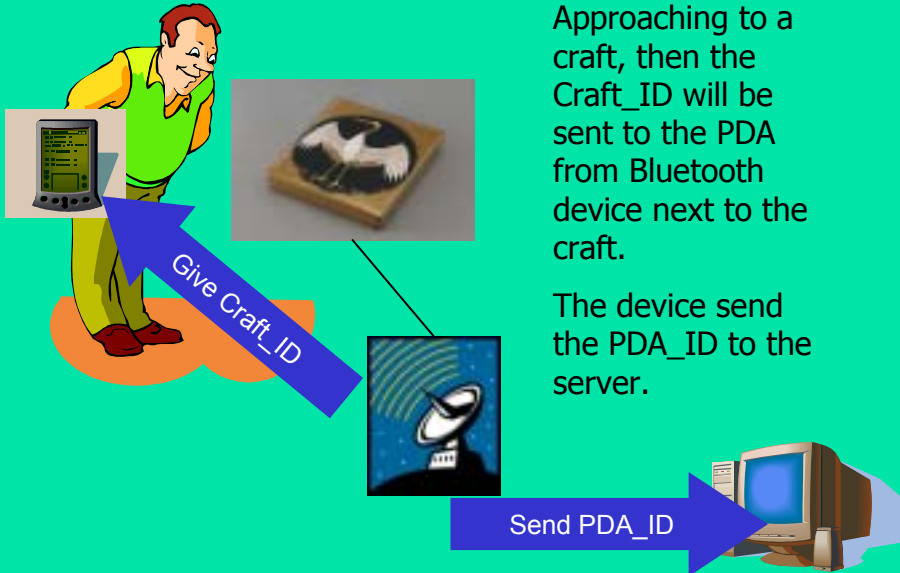 Approaching to a
craft, then the
Craft_ID will be
sent to the PDA
from Bluetooth
device next to the
craft.
The device send
the PDA_ID to the
server.
Give Craft_ID
Send PDA_ID